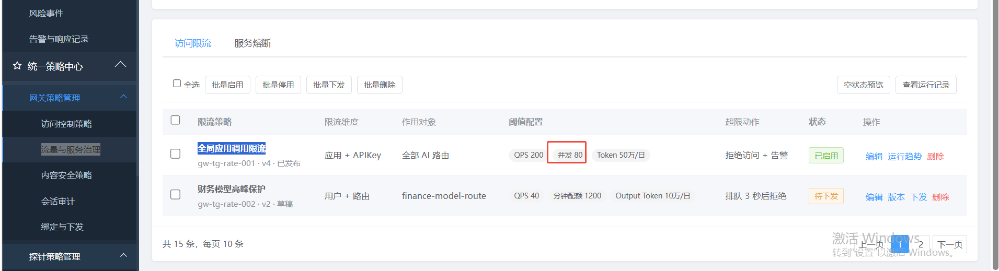 风险事件
告警与响应记录
统一策略中心
网关策略管理
访问控制策略
流量与服务治理
内容安全策略
会话审计
绑定与下发
探针策略管理
访问限流 服务熔断
全选 批量启用 批量停用 批量下发 批量删除 空状态预览 查看运行记录
限流策略 限流维度 作用对象 阈值配置 超限动作 状态 操作
全局应用调用限流
gw-tg-rate-001 · v4 · 已发布
应用 + APIKey 全部 AI 路由 QPS 200 并发 80 Token 50万/日 拒绝访问 + 告警 已启用 编辑 运行趋势 删除
财务模型高峰保护
gw-tg-rate-002 · v2 · 草稿
用户 + 路由 finance-model-route QPS 40 分钟配额 1200 Output Token 10万/日 排队 3 秒后拒绝 待下发 编辑 版本 下发 删除
共 15 条，每页 10 条 上一页 1 2 下一页
激活 Windows
转到“设置”以激活 Windows。